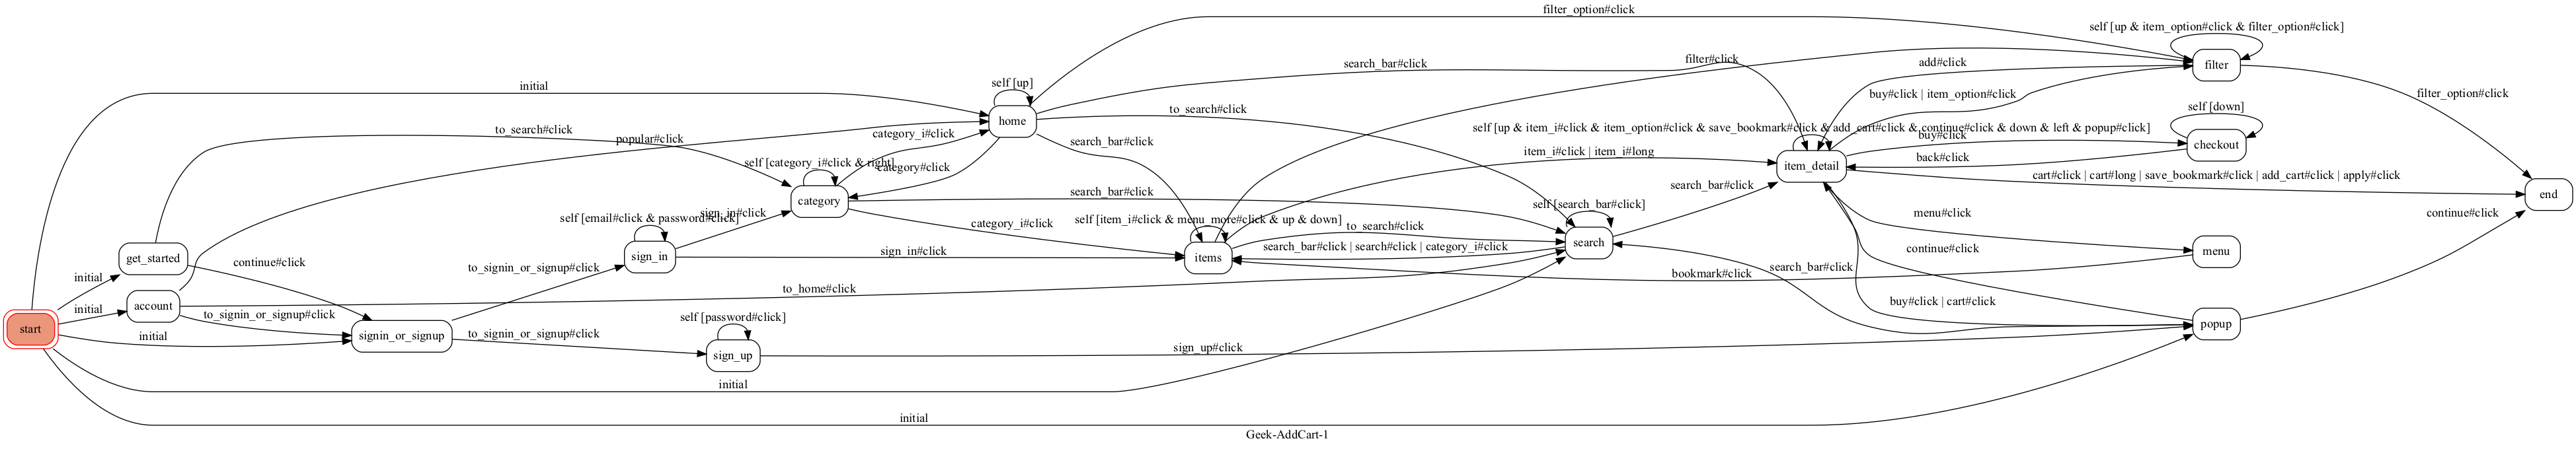 filter_option#click
self [up & item_option#click & filter_option#click]
filter#click
search_bar#click
add#click
filter
self [up]
initial
buy#click | item_option#click
filter_option#click
self [down]
to_search#click
home
to_search#click
popular#click
category_i#click
search_bar#click
self [up & item_i#click & item_option#click & save_bookmark#click & add_cart#click & continue#click & down & left & popup#click]
buy#click
checkout
self [category_i#click & right]
category#click
item_i#click | item_i#long
back#click
item_detail
cart#click | cart#long | save_bookmark#click | add_cart#click | apply#click
search_bar#click
search_bar#click
category
end
self [email#click & password#click]
sign_in#click
category_i#click
self [item_i#click & menu_more#click & up & down]
self [search_bar#click]
menu#click
continue#click
to_search#click
search
search_bar#click | search#click | category_i#click
continue#click
get_started
continue#click
to_signin_or_signup#click
sign_in
sign_in#click
items
bookmark#click
search_bar#click
menu
initial
account
to_home#click
buy#click | cart#click
initial
to_signin_or_signup#click
start
initial
signin_or_signup
to_signin_or_signup#click
self [password#click]
sign_up
sign_up#click
popup
initial
initial
Geek-AddCart-1